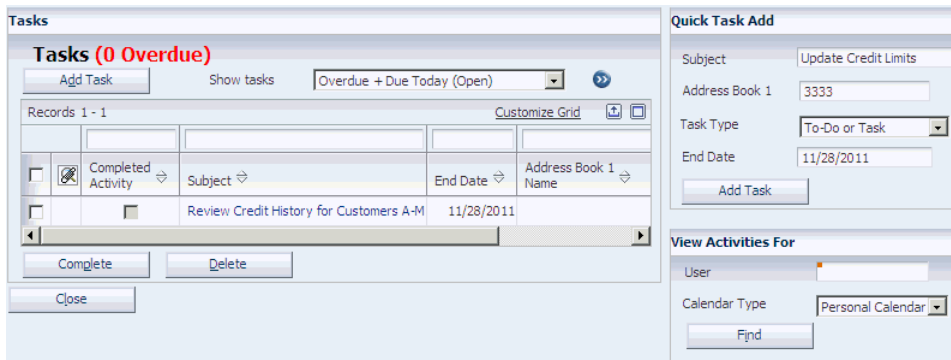 Tasks
Tasks (0 Overdue)
Add Task Show tasks Overdue + Due Today (Open)
Records 1 - 1 Customize Grid
Completed Activity Subject End Date Address Book 1 Name
Review Credit History for Customers A-M 11/28/2011
Complete Delete
Close
Quick Task Add
Subject Update Credit Limits
Address Book 1 3333
Task Type To-Do or Task
End Date 11/28/2011
Add Task
View Activities For
User
Calendar Type Personal Calendar
Find